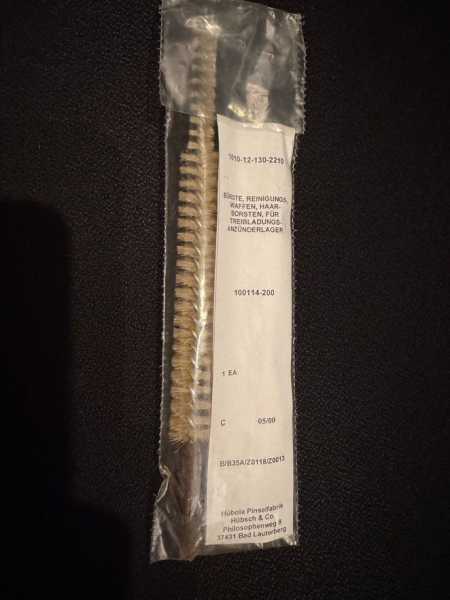 1010-12-130-2210
BÜRSTE, REINIGUNGS,
WAFFEN, HAAR-
BORSTEN, FÜR
TREIBLADUNGS-
ANZÜNDERLAGER
100114-200
1 EA
C 05/00
B/B35A/Z0118/Z0013
Hübola Pinselfabrik
Hübsch & Co.
Philosophenweg 8
37431 Bad Lauterberg